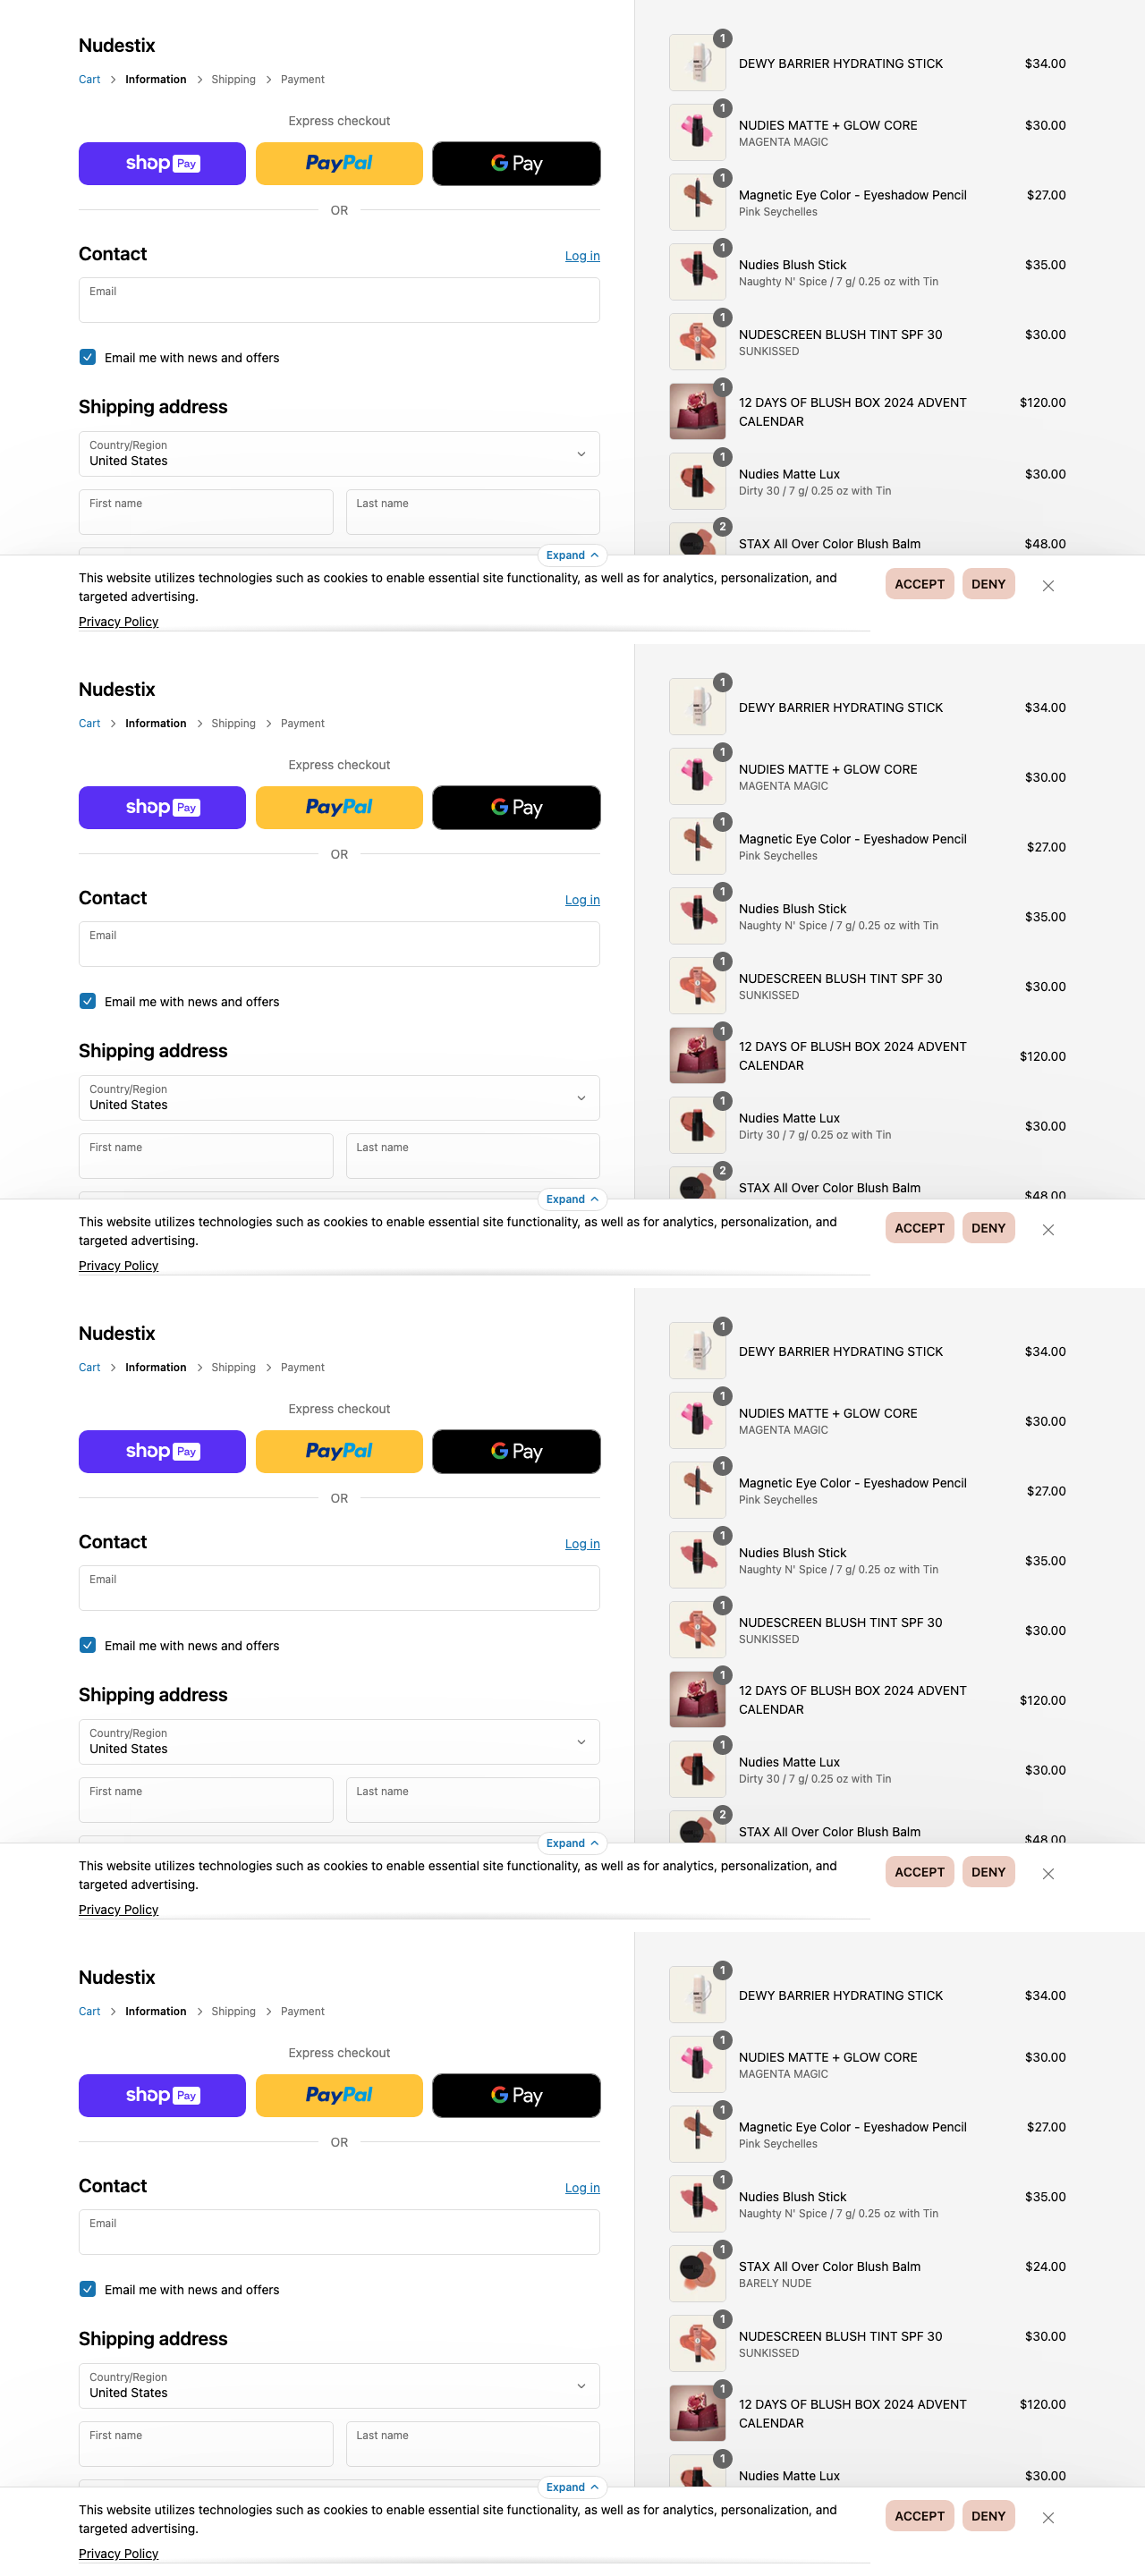 Nudestix
Cart > Information > Shipping > Payment
Express checkout
shop Pay PayPal G Pay
OR
Contact Log in
Email
Email me with news and offers
Shipping address
Country/Region
United States
First name Last name
1
DEWY BARRIER HYDRATING STICK $34.00
1
NUDIES MATTE + GLOW CORE $30.00
MAGENTA MAGIC
1
Magnetic Eye Color - Eyeshadow Pencil $27.00
Pink Seychelles
1
Nudies Blush Stick $35.00
Naughty N' Spice / 7 g/ 0.25 oz with Tin
1
NUDESCREEN BLUSH TINT SPF 30 $30.00
SUNKISSED
1
12 DAYS OF BLUSH BOX 2024 ADVENT $120.00
CALENDAR
1
Nudies Matte Lux $30.00
Dirty 30 / 7 g/ 0.25 oz with Tin
2
STAX All Over Color Blush Balm $48.00
Expand
This website utilizes technologies such as cookies to enable essential site functionality, as well as for analytics, personalization, and
targeted advertising.
Privacy Policy
ACCEPT DENY
Nudestix
Cart > Information > Shipping > Payment
Express checkout
shop Pay PayPal G Pay
OR
Contact Log in
Email
Email me with news and offers
Shipping address
Country/Region
United States
First name Last name
1
DEWY BARRIER HYDRATING STICK $34.00
1
NUDIES MATTE + GLOW CORE
MAGENTA MAGIC $30.00
1
Magnetic Eye Color - Eyeshadow Pencil
Pink Seychelles $27.00
1
Nudies Blush Stick
Naughty N' Spice / 7 g/ 0.25 oz with Tin $35.00
1
NUDESCREEN BLUSH TINT SPF 30
SUNKISSED $30.00
1
12 DAYS OF BLUSH BOX 2024 ADVENT
CALENDAR $120.00
1
Nudies Matte Lux
Dirty 30 / 7 g/ 0.25 oz with Tin $30.00
2
STAX All Over Color Blush Balm
$48.00
Expand
This website utilizes technologies such as cookies to enable essential site functionality, as well as for analytics, personalization, and
targeted advertising.
Privacy Policy
ACCEPT DENY
Nudestix
Cart > Information > Shipping > Payment
Express checkout
shop Pay PayPal G Pay
OR
Contact Log in
Email
Email me with news and offers
Shipping address
Country/Region
United States
First name Last name
1
DEWY BARRIER HYDRATING STICK $34.00
1
NUDIES MATTE + GLOW CORE
MAGENTA MAGIC $30.00
1
Magnetic Eye Color - Eyeshadow Pencil
Pink Seychelles $27.00
1
Nudies Blush Stick
Naughty N' Spice / 7 g/ 0.25 oz with Tin $35.00
1
NUDESCREEN BLUSH TINT SPF 30
SUNKISSED $30.00
1
12 DAYS OF BLUSH BOX 2024 ADVENT
CALENDAR $120.00
1
Nudies Matte Lux
Dirty 30 / 7 g/ 0.25 oz with Tin $30.00
2
STAX All Over Color Blush Balm
$48.00
Expand
This website utilizes technologies such as cookies to enable essential site functionality, as well as for analytics, personalization, and
targeted advertising.
Privacy Policy
ACCEPT DENY
Nudestix
Cart > Information > Shipping > Payment
Express checkout
shop Pay PayPal G Pay
OR
Contact Log in
Email
Email me with news and offers
Shipping address
Country/Region
United States
First name Last name
1
DEWY BARRIER HYDRATING STICK $34.00
1
NUDIES MATTE + GLOW CORE $30.00
MAGENTA MAGIC
1
Magnetic Eye Color - Eyeshadow Pencil $27.00
Pink Seychelles
1
Nudies Blush Stick $35.00
Naughty N' Spice / 7 g/ 0.25 oz with Tin
1
STAX All Over Color Blush Balm $24.00
BARELY NUDE
1
NUDESCREEN BLUSH TINT SPF 30 $30.00
SUNKISSED
1
12 DAYS OF BLUSH BOX 2024 ADVENT $120.00
CALENDAR
1
Nudies Matte Lux $30.00
Expand
This website utilizes technologies such as cookies to enable essential site functionality, as well as for analytics, personalization, and
targeted advertising.
Privacy Policy
ACCEPT DENY